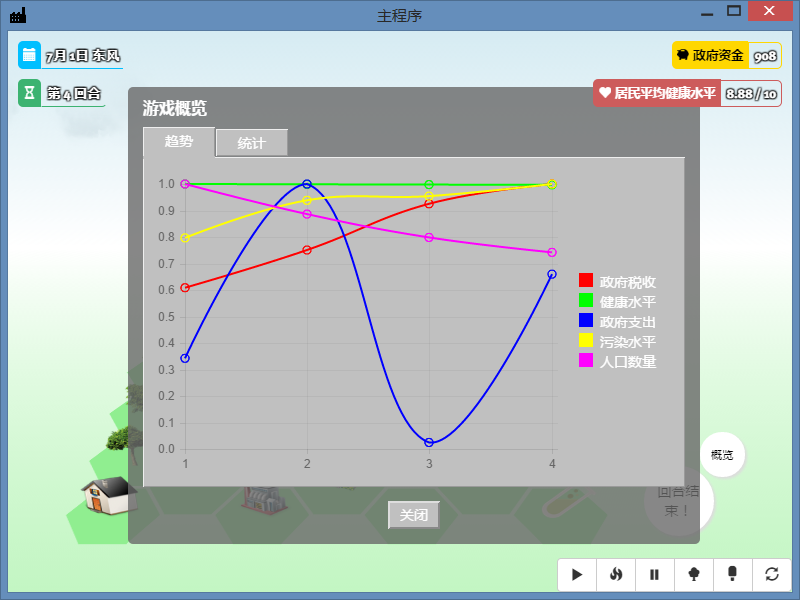 主程序
7月1日 东风
政府资金 908
第4回合
居民平均健康水平 8.88 / 10
游戏概览
趋势 统计
1.0
0.9
0.8
0.7
0.6
0.5
0.4
0.3
0.2
0.1
0.0
1 2 3 4
政府税收
健康水平
政府支出
污染水平
人口数量
概览
回合结
束！
关闭